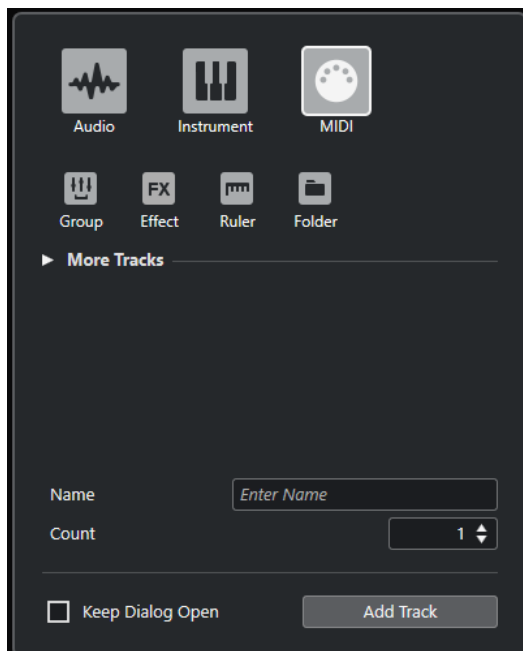 Audio Instrument MIDI
FX
Group Effect Ruler Folder
More Tracks
Name Enter Name
Count 1
Keep Dialog Open Add Track